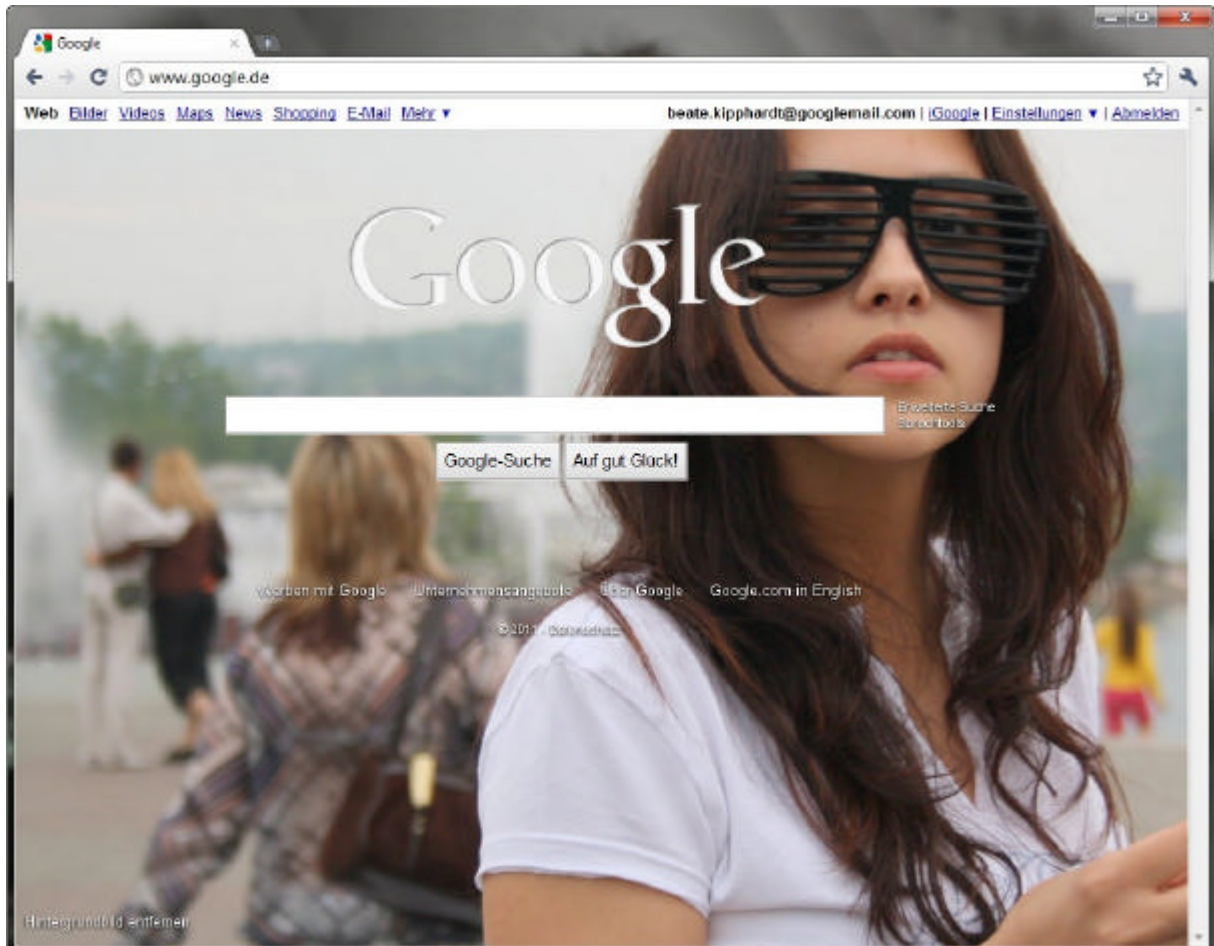 Google
www.google.de
Web Bilder Videos Maps News Shopping E-Mail Mehr ▼ beate.kipphardt@googlemail.com | iGoogle | Einstellungen ▼ | Abmelden
Google
Erweiterte Suche
Sprachtools
Google-Suche Auf gut Glück!
Werben mit Google Unternehmensangebote Über Google Google.com in English
© 2011 - Datenschutz
Hintergrundbild entfernen